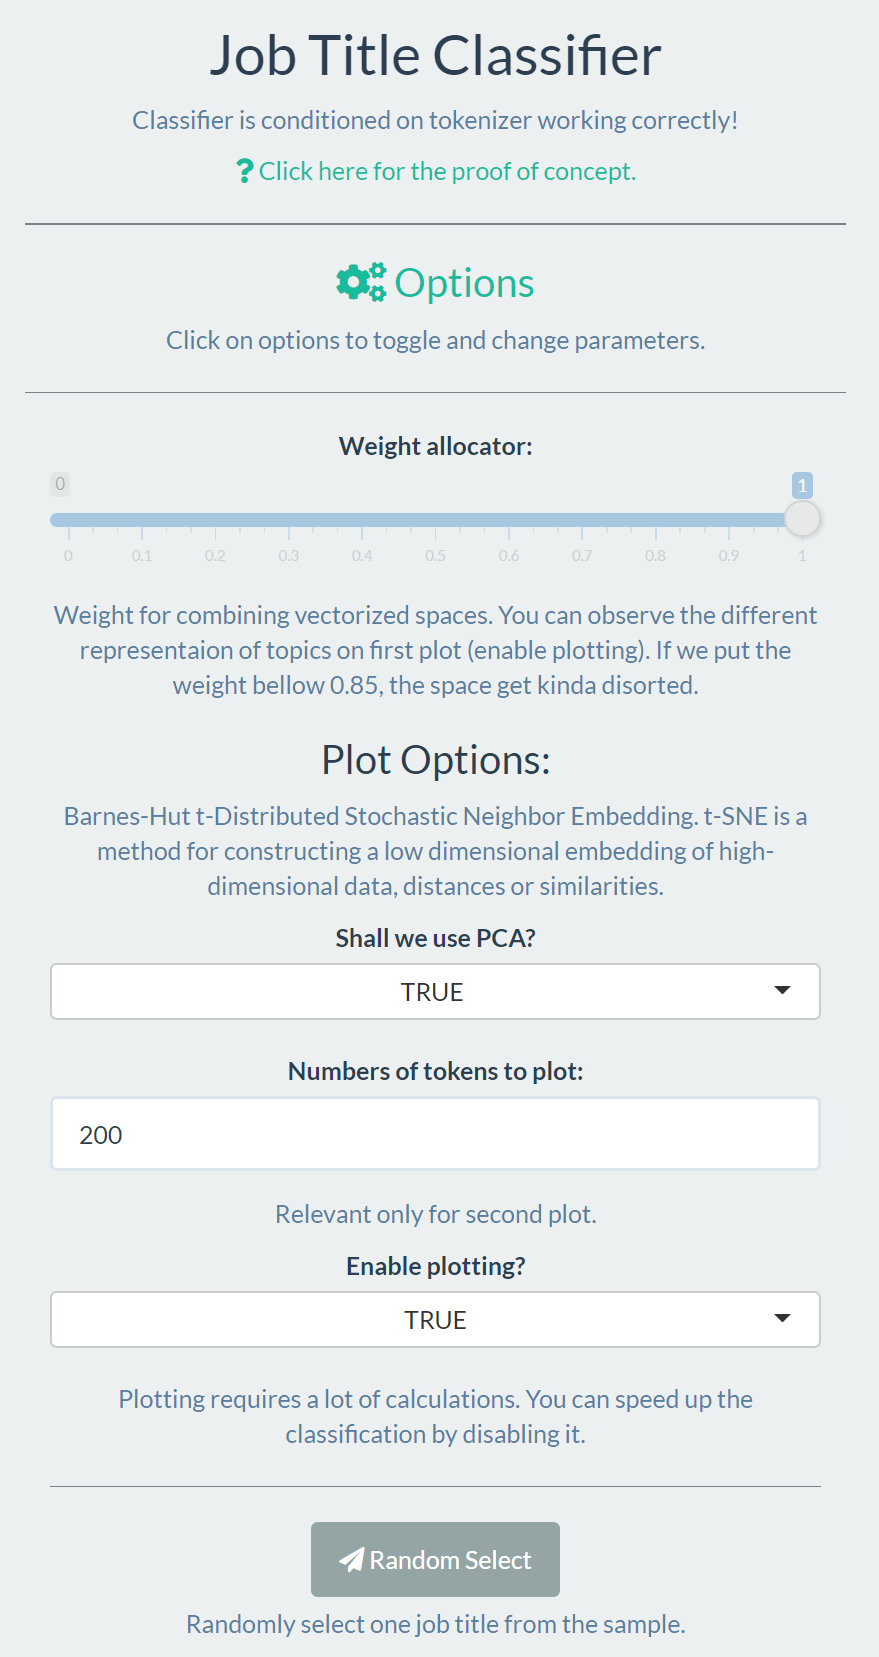 Job Title Classifier
Classifier is conditioned on tokenizer working correctly!
? Click here for the proof of concept.
Options
Click on options to toggle and change parameters.
Weight allocator:
0 1
0 0.1 0.2 0.3 0.4 0.5 0.6 0.7 0.8 0.9 1
Weight for combining vectorized spaces. You can observe the different
representaion of topics on first plot (enable plotting). If we put the
weight bellow 0.85, the space get kinda disorted.
Plot Options:
Barnes-Hut t-Distributed Stochastic Neighbor Embedding. t-SNE is a
method for constructing a low dimensional embedding of high-
dimensional data, distances or similarities.
Shall we use PCA?
TRUE
Numbers of tokens to plot:
200
Relevant only for second plot.
Enable plotting?
TRUE
Plotting requires a lot of calculations. You can speed up the
classification by disabling it.
Random Select
Randomly select one job title from the sample.